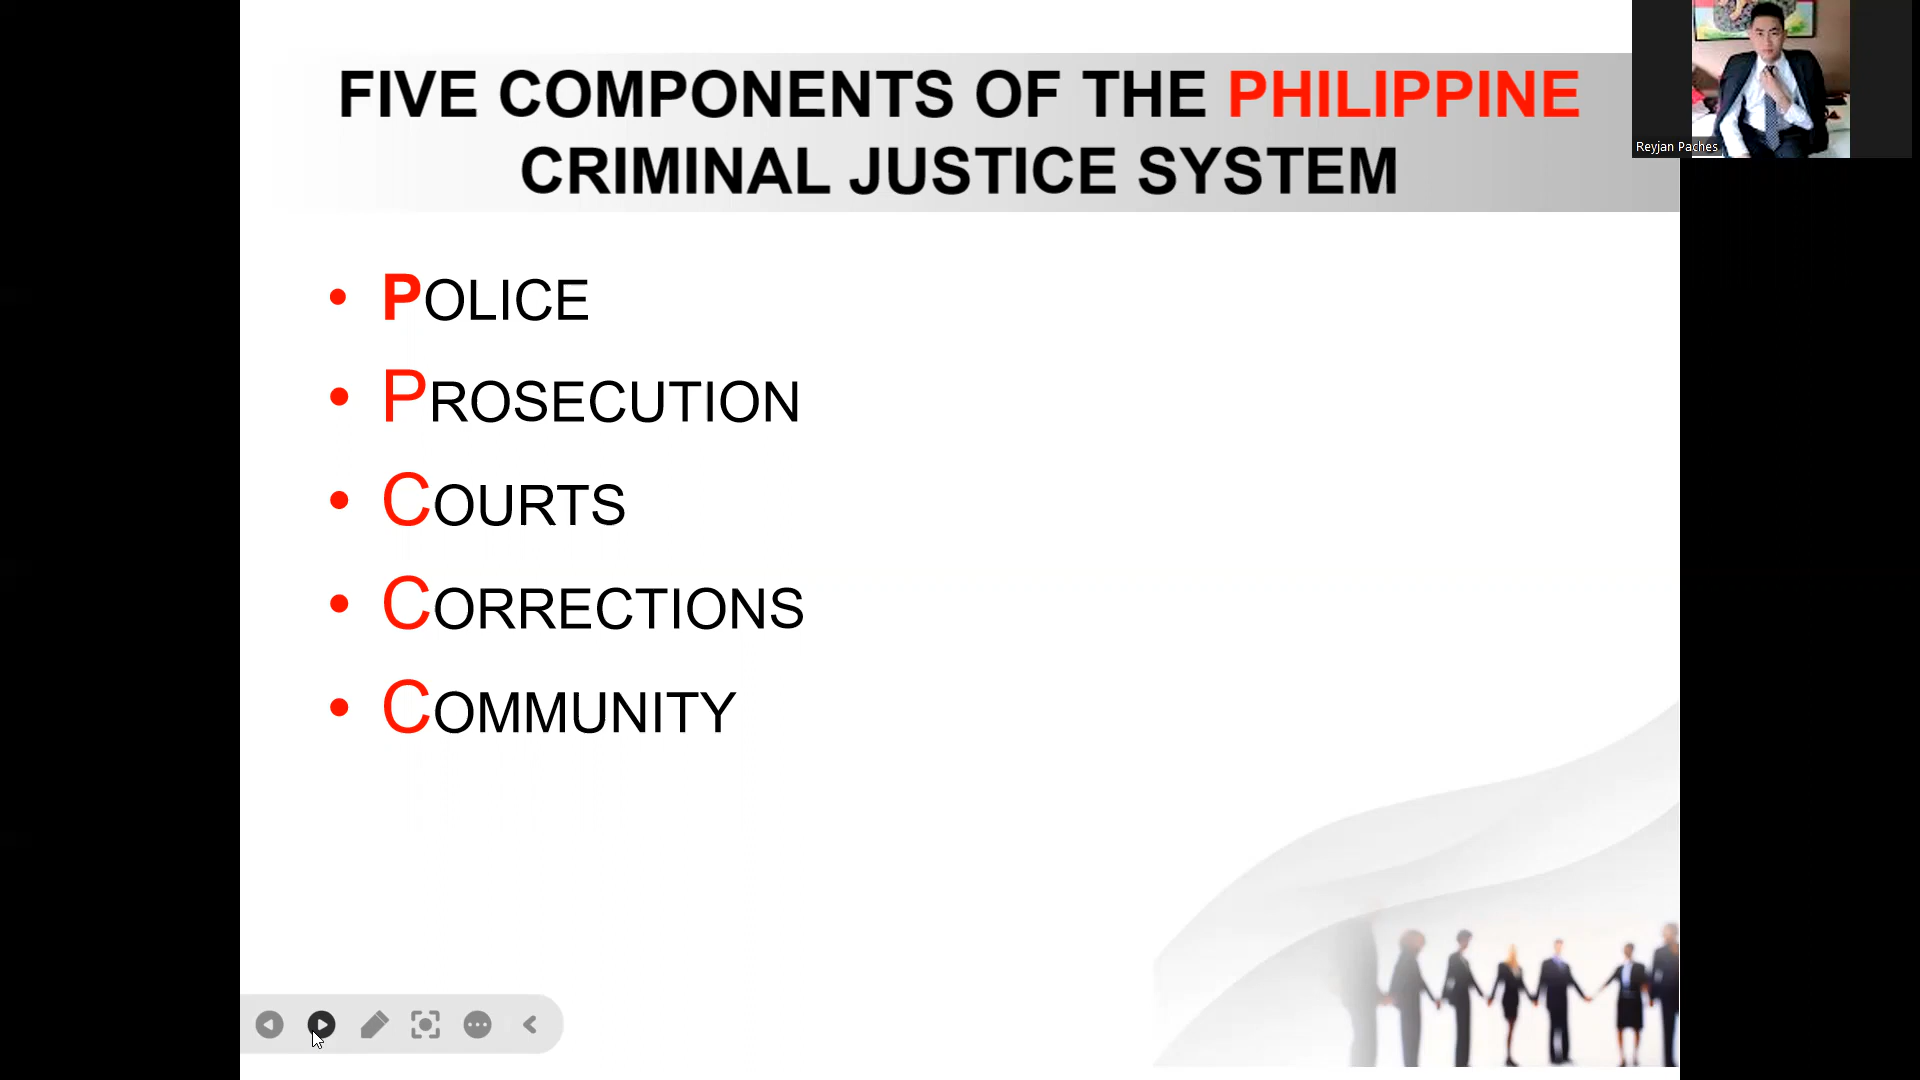 FIVE COMPONENTS OF THE PHILIPPINE
CRIMINAL JUSTICE SYSTEM
• POLICE
• PROSECUTION
• COURTS
• CORRECTIONS
• COMMUNITY
Reyjan Paches